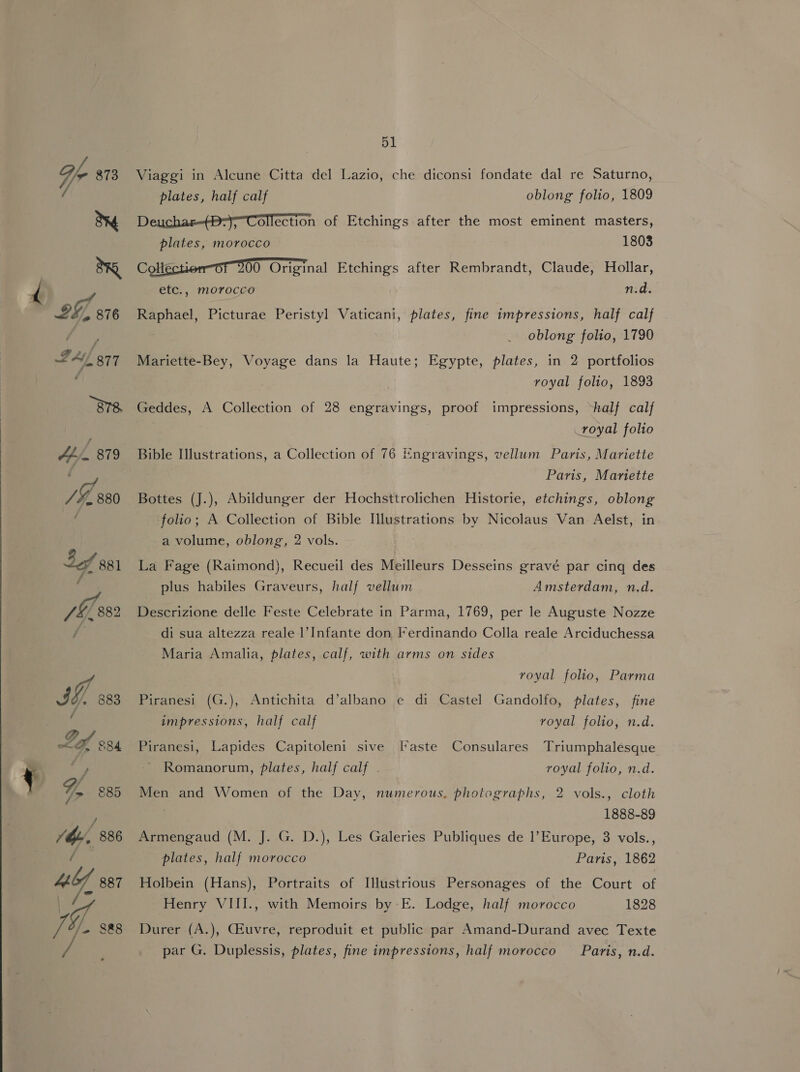 51
873 Viaggi in Alcune Citta del Lazio, che diconsi fondate dal re Saturno,
plates, half calf oblong folio, 1809
Deuchar (D.), Collection of Etchings after the most eminent masters,
plates, morocco 1803
Collection of 200 Original Etchings after Rembrandt, Claude, Hollar,
etc., morocco n.d.
876 Raphael, Picturae Peristyl Vaticani, plates, fine impressions, half calf
oblong folio, 1790
877 Mariette-Bey, Voyage dans la Haute; Egypte, plates, in 2 portfolios
royal folio, 1893
878. Geddes, A Collection of 28 engravings, proof impressions, half calf
royal folio
879 Bible Illustrations, a Collection of 76 Engravings, vellum Paris, Mariette
Paris, Mariette
880 Bottes (J.), Abildunger der Hochsttrolichen Historie, etchings, oblong
folio; A Collection of Bible Illustrations by Nicolaus Van Aelst, in
a volume, oblong, 2 vols.
881 La Fage (Raimond), Recueil des Meilleurs Desseins gravé par cinq des
plus habiles Graveurs, half vellum Amsterdam, n.d.
882 Descrizione delle Feste Celebrate in Parma, 1769, per le Auguste Nozze
di sua altezza reale l'Infante don Ferdinando Colla reale Arciduchessa
Maria Amalia, plates, calf, with arms on sides
royal folio, Parma
883 Piranesi (G.), Antichita d'albano e di Castel Gandolfo, plates, fine
impressions, half calf royal folio, n.d.
884 Piranesi, Lapides Capitoleni sive Faste Consulares Triumphalesque
Romanorum, plates, half calf royal folio, n.d.
885 Men and Women of the Day, numerous photographs, 2 vols., cloth
1888-89
886 Armengaud (M. J. G. D.), Les Galeries Publiques de l'Europe, 3 vols.,
plates, half morocco Paris, 1862
887 Holbein (Hans), Portraits of Illustrious Personages of the Court of
Henry VIII., with Memoirs by E. Lodge, half morocco 1828
888 Durer (A.), Œuvre, reproduit et public par Amand-Durand avec Texte
par G. Duplessis, plates, fine impressions, half morocco Paris, n.d.